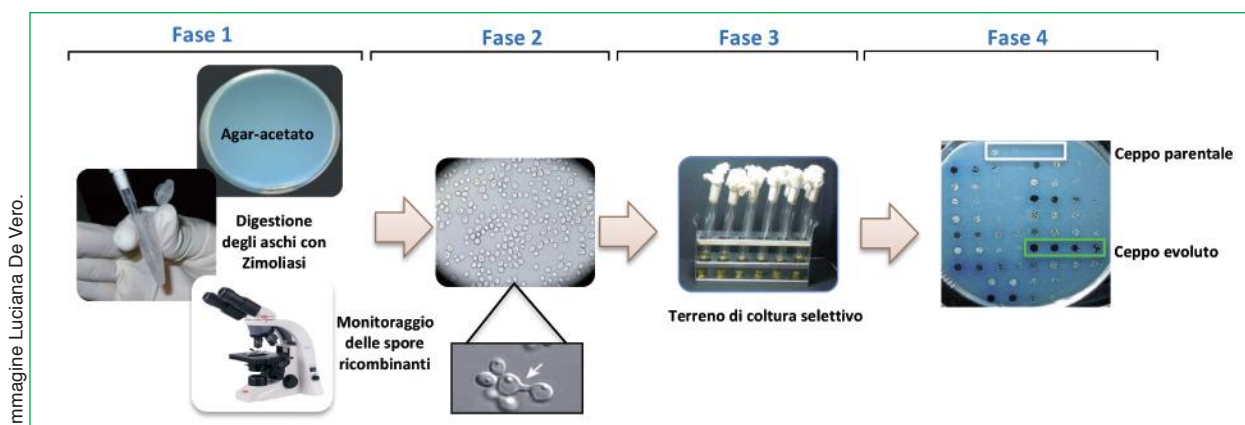 Fase 1
Fase 2
Fase 3
Fase 4
Agar-acetato
Digestione
degli aschi con
Zimoliasi
Monitoraggio
delle spore
ricombinanti
Terreno di coltura selettivo
Ceppo parentale
Ceppo evoluto
mmagine Luciana De Vero.